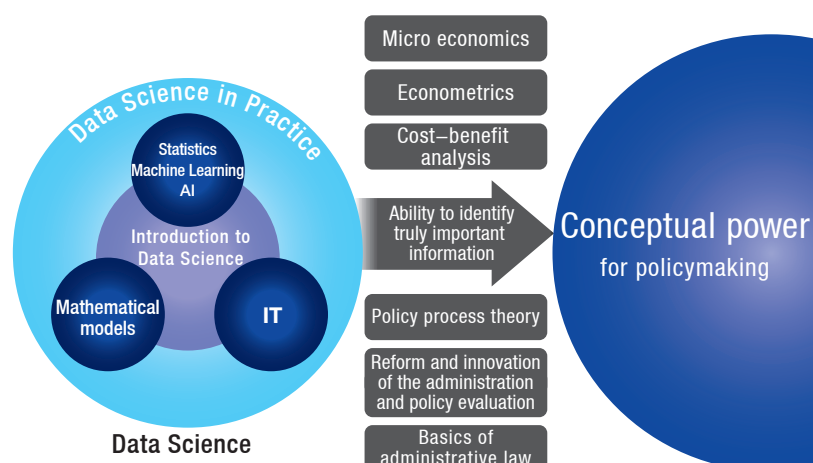 Data Science in Practice
Statistics
Machine Learning
AI
Introduction to
Data Science
Mathematical
models
IT
Data Science
Micro economics
Econometrics
Cost–benefit
analysis
Ability to identify
truly important
information
Policy process theory
Reform and innovation
of the administration
and policy evaluation
Basics of
administrative law
Conceptual power
for policymaking